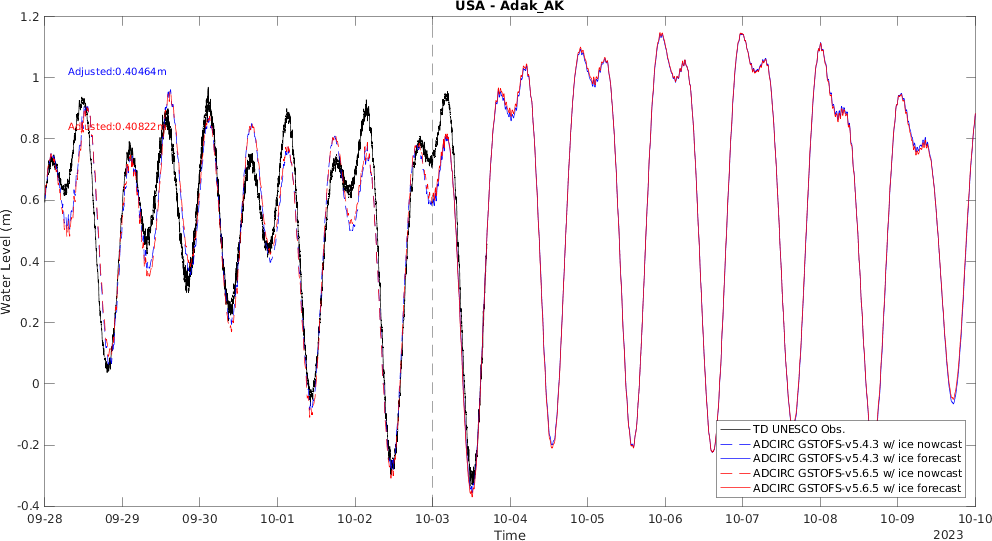 USA - Adak_AK
1.2
1
0.8
0.6
0.4
0.2
0
-0.2
-0.4
Water Level (m)
Adjusted:0.40464m
Adjusted:0.40822m
TD UNESCO Obs.
ADCIRC GSTOFS-v5.4.3 w/ ice nowcast
ADCIRC GSTOFS-v5.4.3 w/ ice forecast
ADCIRC GSTOFS-v5.6.5 w/ ice nowcast
ADCIRC GSTOFS-v5.6.5 w/ ice forecast
09-28 09-29 09-30 10-01 10-02 10-03 10-04 10-05 10-06 10-07 10-08 10-09 10-10
Time
2023